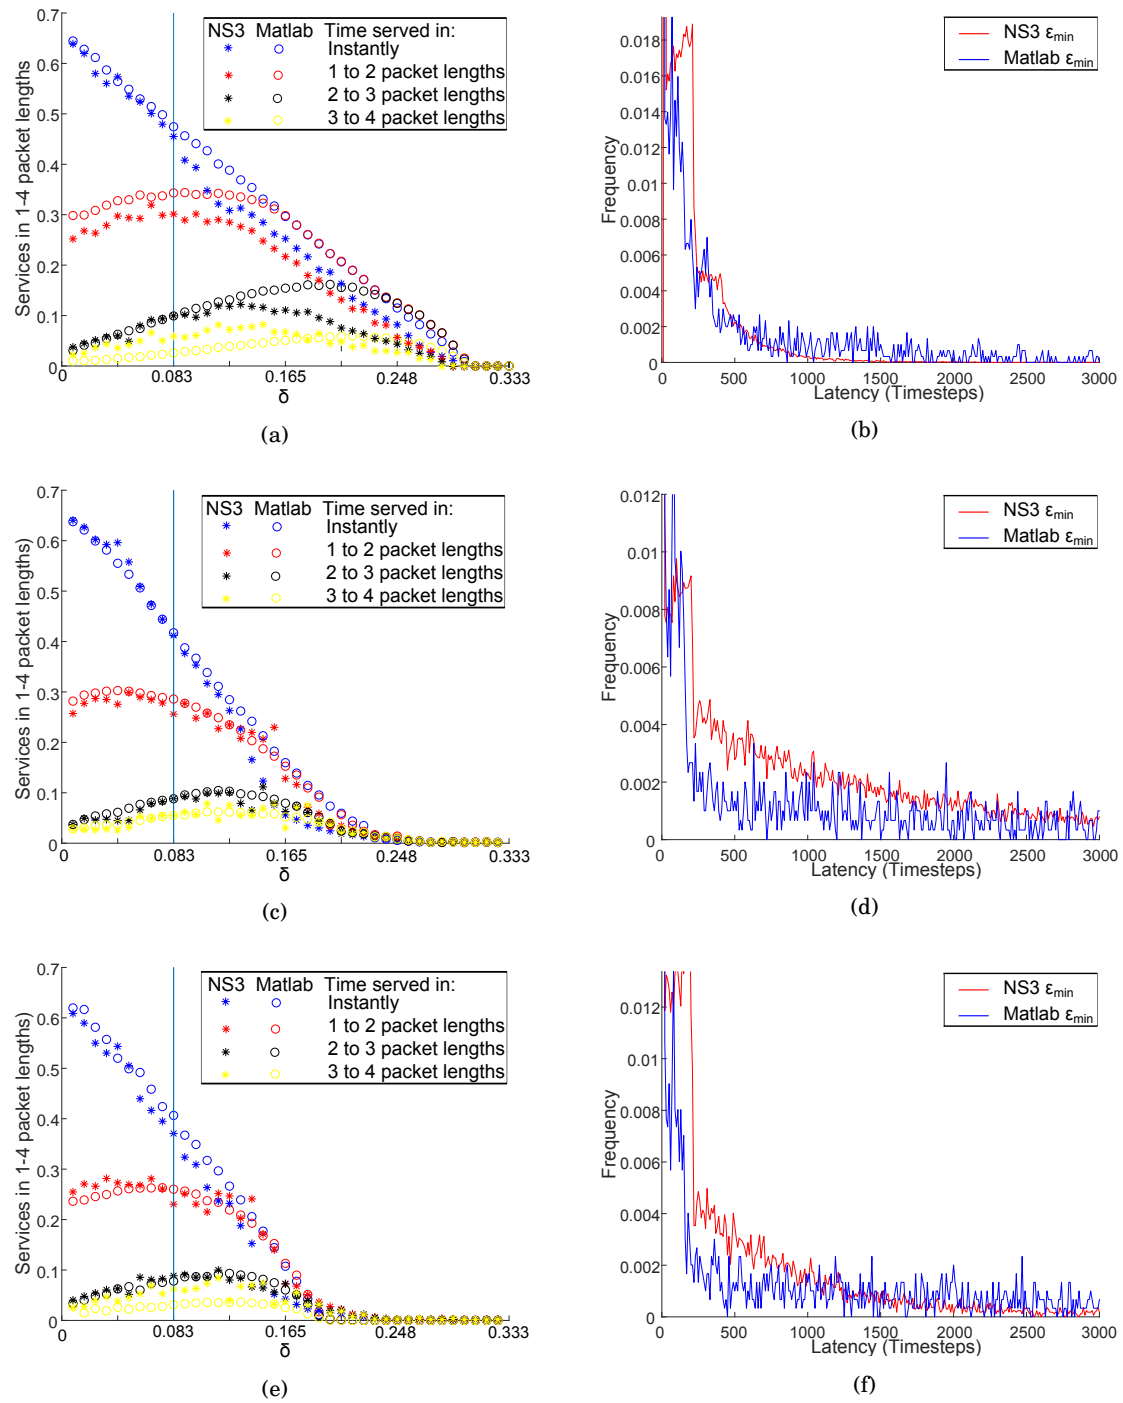 0.7
0.6
0.5
0.4
0.3
0.2
0.1
0
Services in 1-4 packet lengths
NS3 Matlab Time served in:
Instantly
1 to 2 packet lengths
2 to 3 packet lengths
3 to 4 packet lengths
0 0.083 0.165 0.248 0.333
δ
(a)
0.018
0.016
0.014
0.012
0.01
0.008
0.006
0.004
0.002
0
Frequency
NS3 εmin
Matlab εmin
0 500 1000 1500 2000 2500 3000
Latency (Timesteps)
(b)
0.7
0.6
0.5
0.4
0.3
0.2
0.1
0
Services in 1-4 packet lengths)
NS3 Matlab Time served in:
Instantly
1 to 2 packet lengths
2 to 3 packet lengths
3 to 4 packet lengths
0 0.083 0.165 0.248 0.333
δ
(c)
0.012
0.01
0.008
0.006
0.004
0.002
0
Frequency
NS3 εmin
Matlab εmin
0 500 1000 1500 2000 2500 3000
Latency (Timesteps)
(d)
0.7
0.6
0.5
0.4
0.3
0.2
0.1
0
Services in 1-4 packet lengths)
NS3 Matlab Time served in:
Instantly
1 to 2 packet lengths
2 to 3 packet lengths
3 to 4 packet lengths
0 0.083 0.165 0.248 0.333
δ
(e)
0.012
0.01
0.008
0.006
0.004
0.002
0
Frequency
NS3 εmin
Matlab εmin
0 500 1000 1500 2000 2500 3000
Latency (Timesteps)
(f)